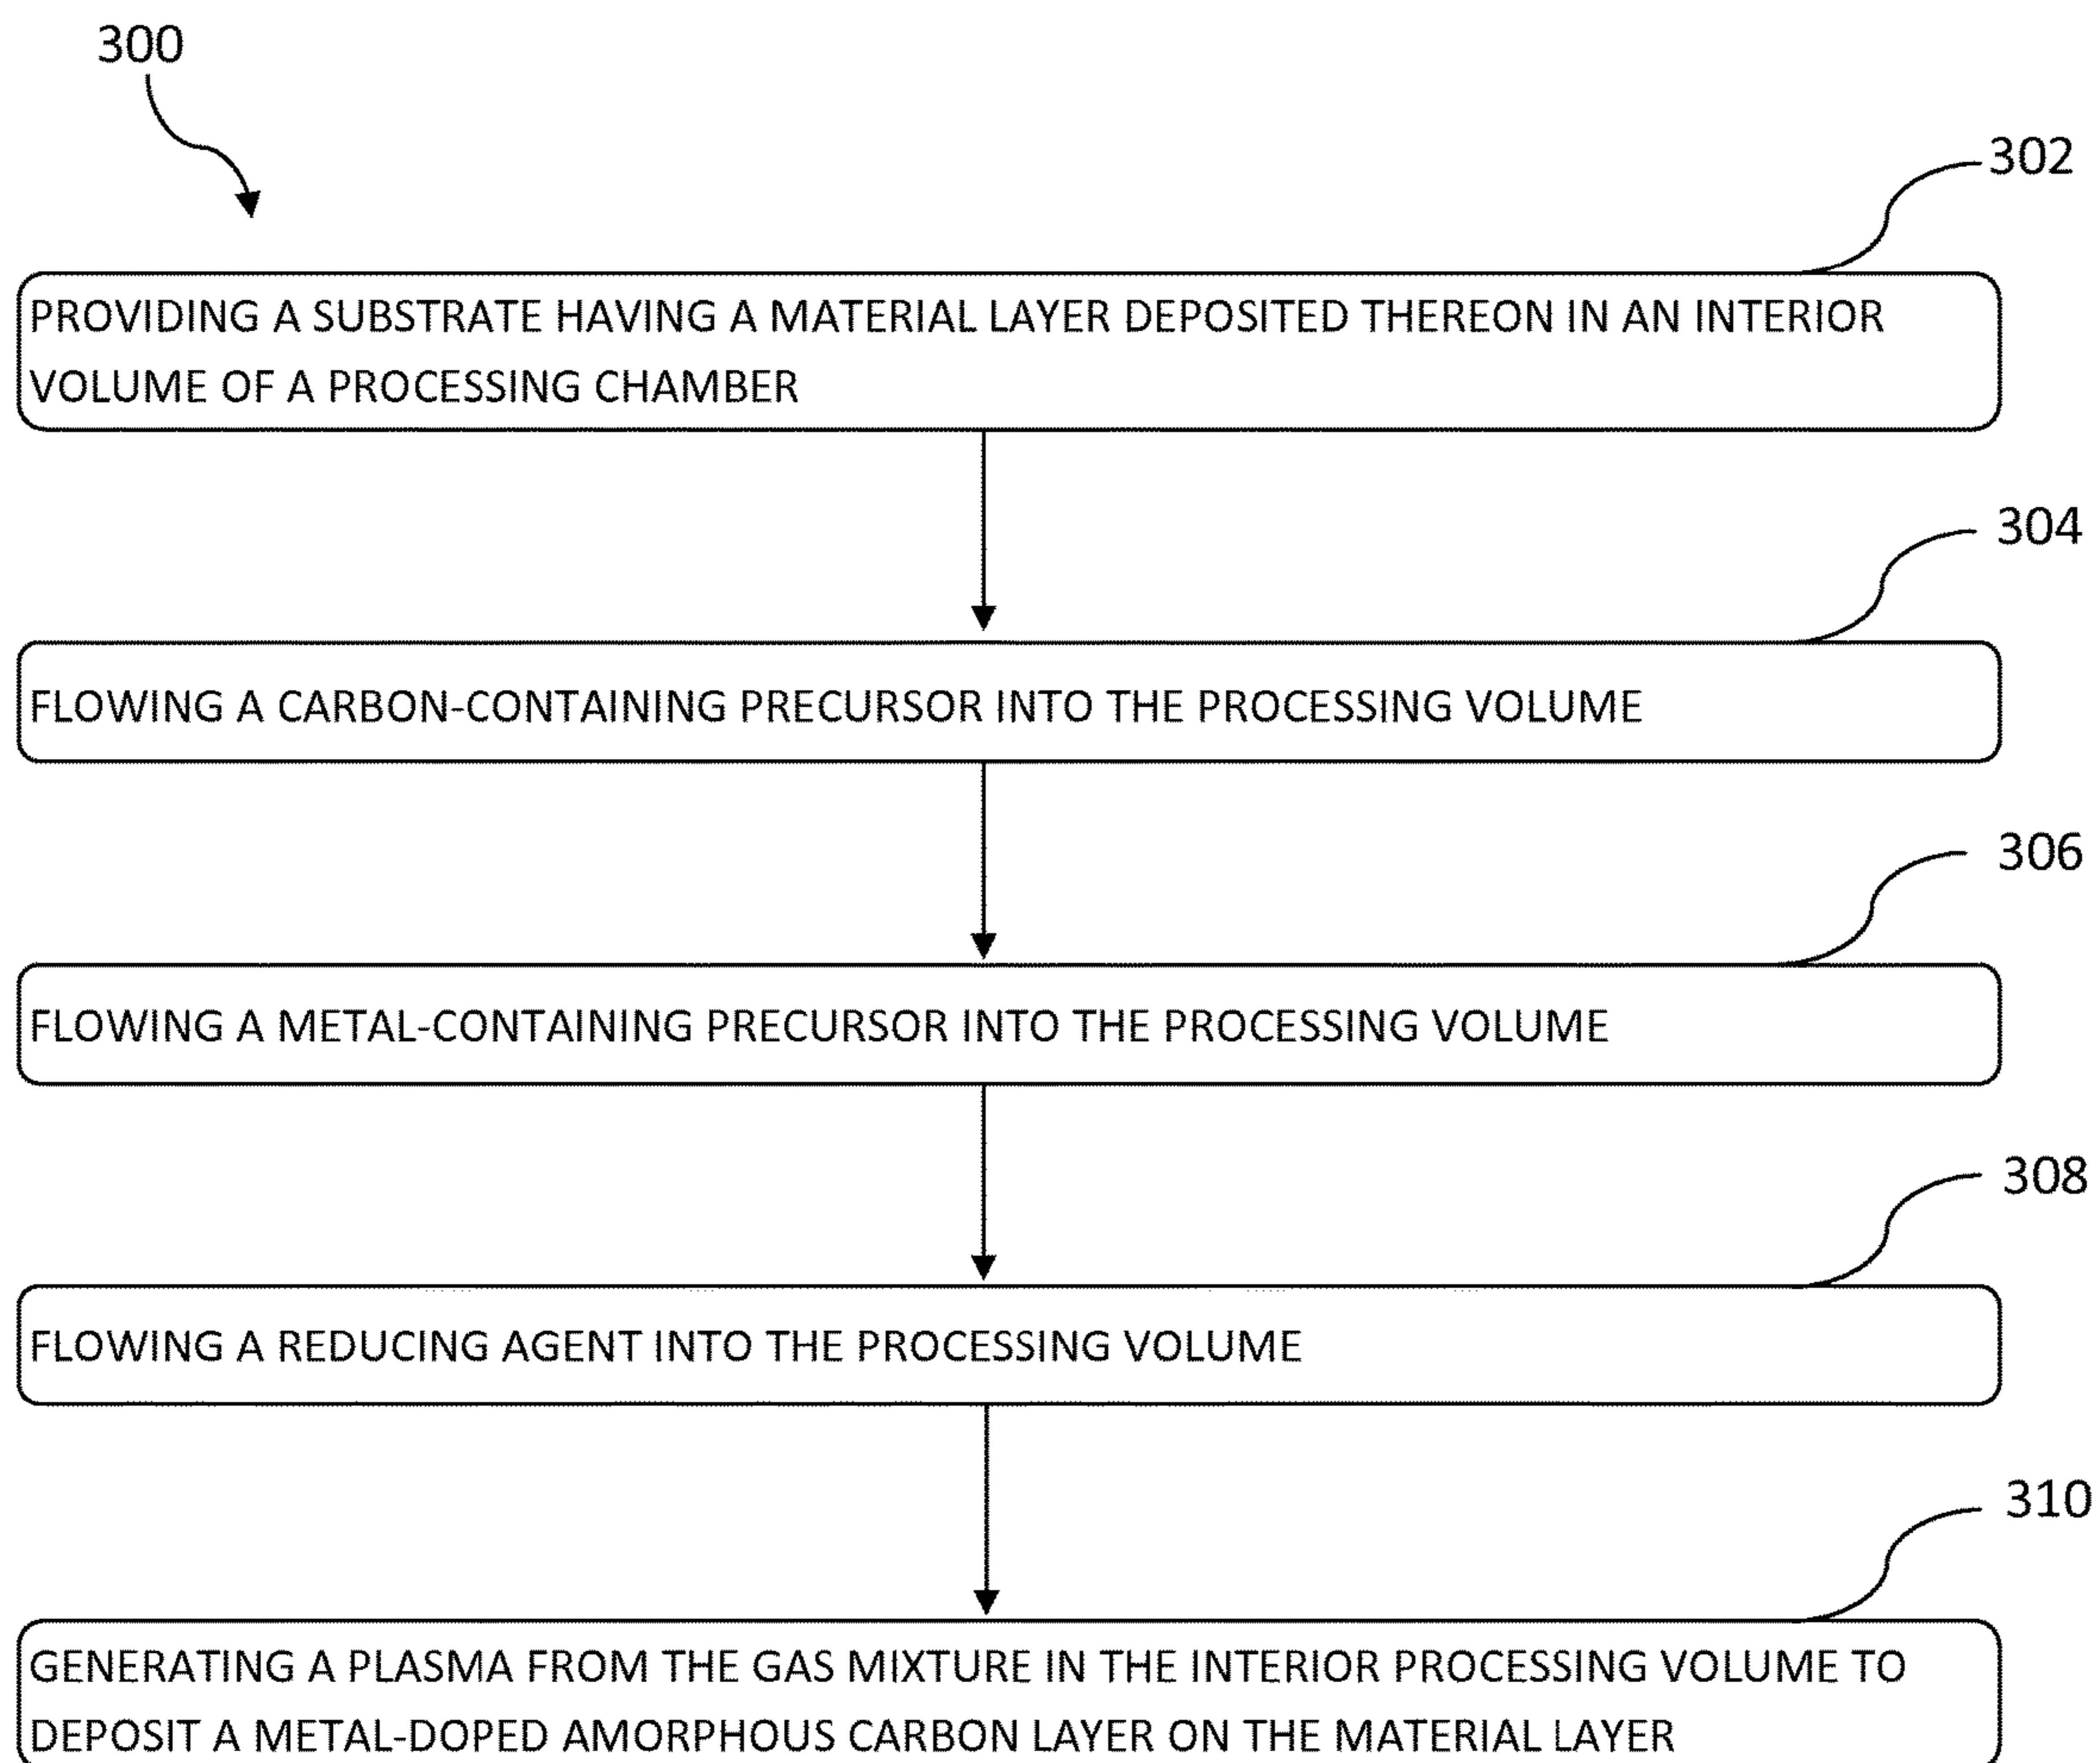 300
302
PROVIDING A SUBSTRATE HAVING A MATERIAL LAYER DEPOSITED THEREON IN AN INTERIOR
VOLUME OF A PROCESSING CHAMBER
304
FLOWING A CARBON-CONTAINING PRECURSOR INTO THE PROCESSING VOLUME
306
FLOWING A METAL-CONTAINING PRECURSOR INTO THE PROCESSING VOLUME
308
FLOWING A REDUCING AGENT INTO THE PROCESSING VOLUME
310
GENERATING A PLASMA FROM THE GAS MIXTURE IN THE INTERIOR PROCESSING VOLUME TO
DEPOSIT A METAL-DOPED AMORPHOUS CARBON LAYER ON THE MATERIAL LAYER